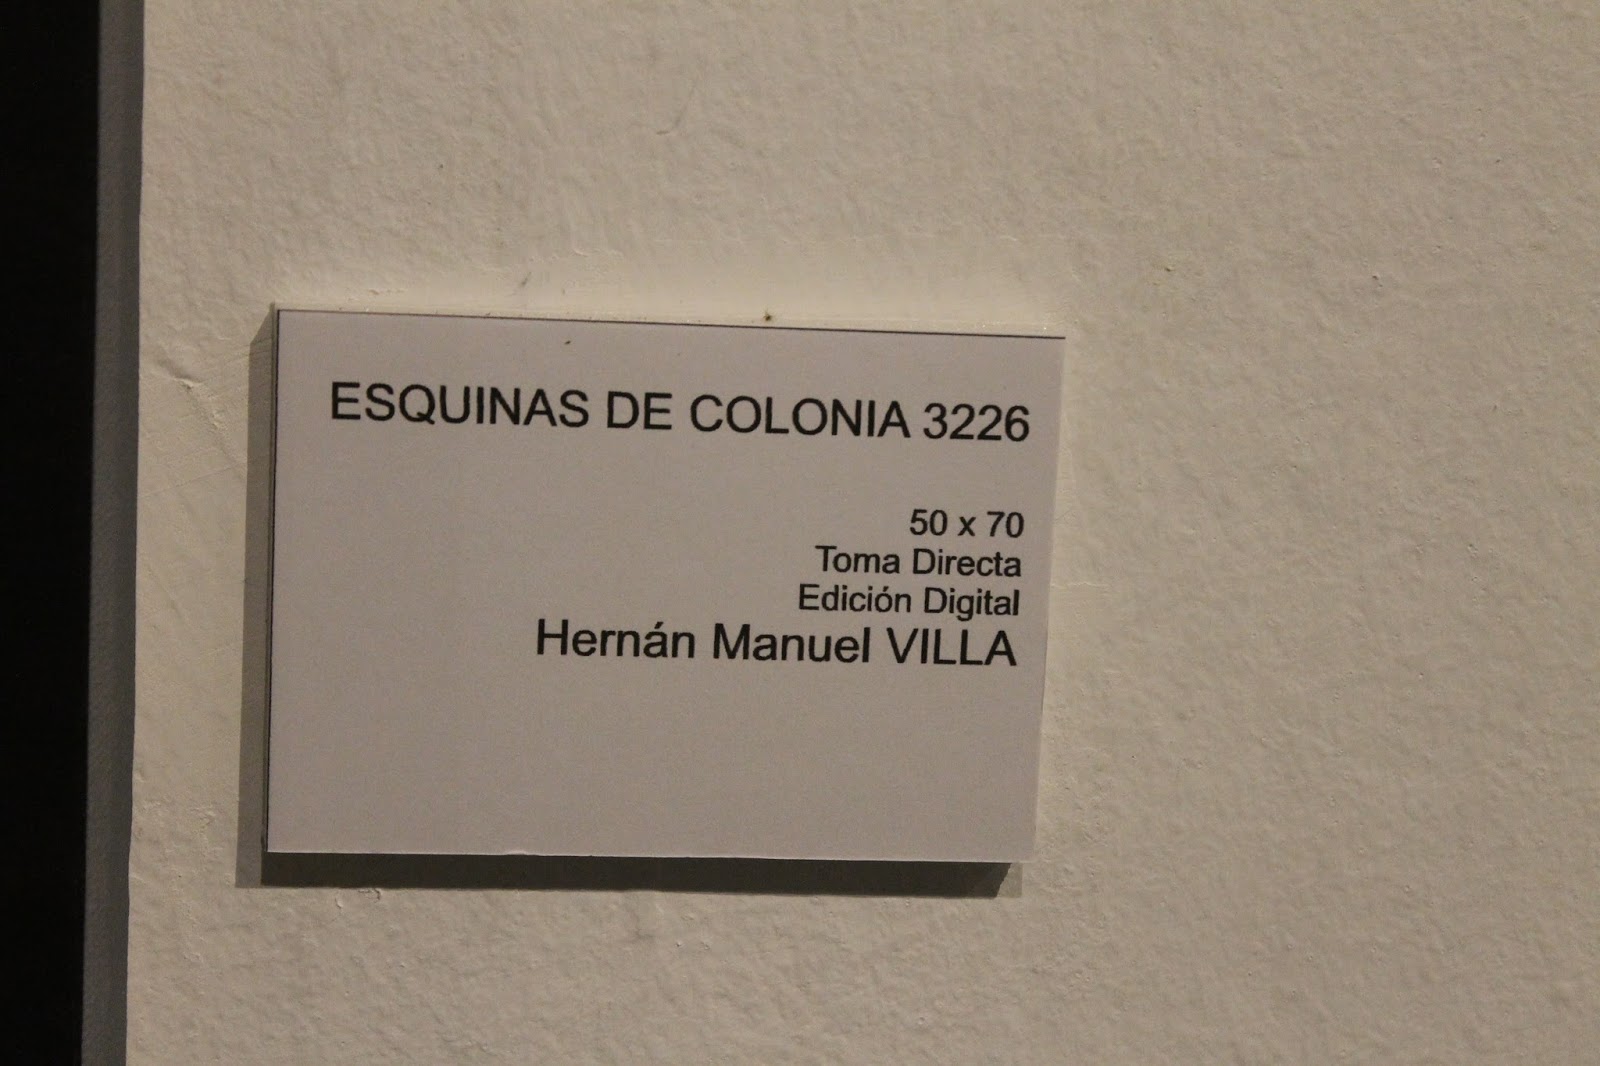 ESQUINAS DE COLONIA 3226
50 x 70
Toma Directa
Edición Digital
Hernán Manuel VILLA